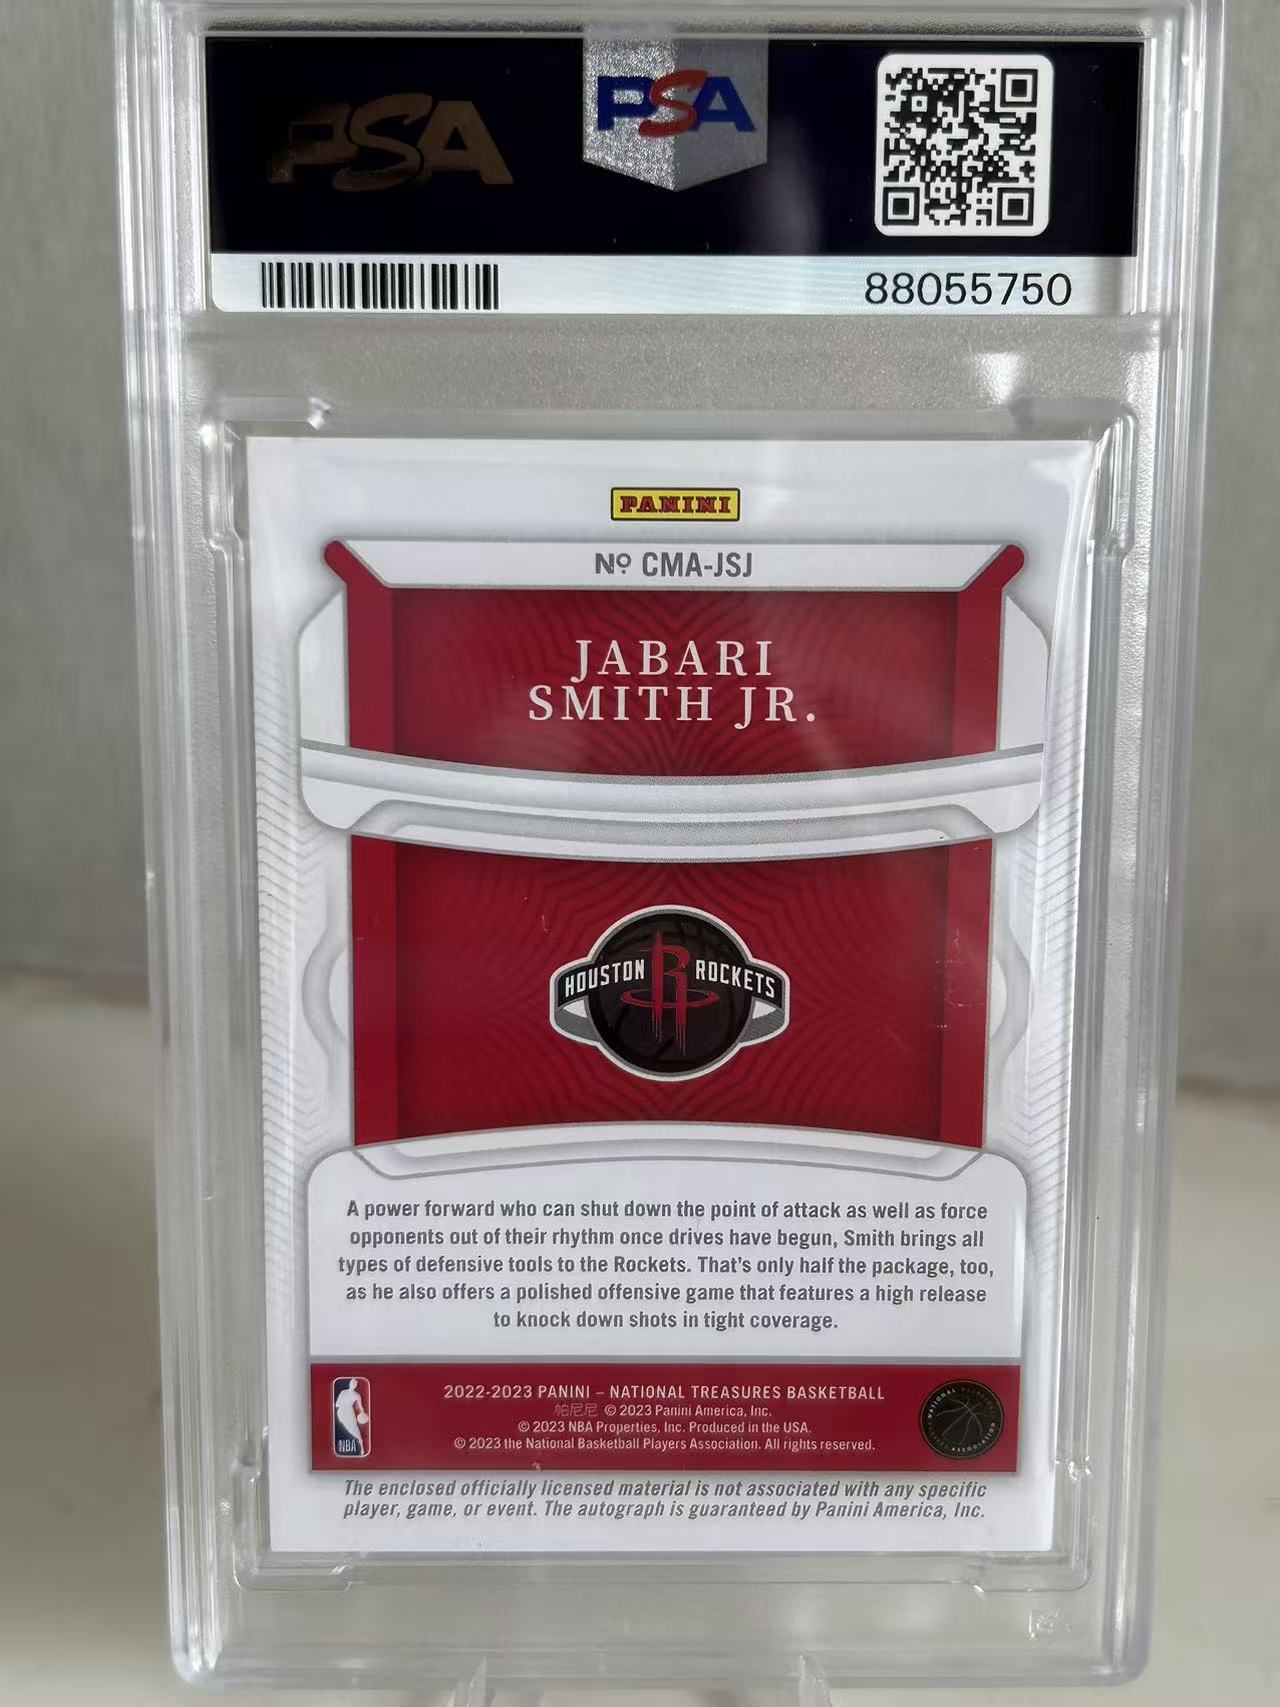 PSA
PSA
88055750
PANINI
Nº CMA-JSJ
JABARI
SMITH JR.
HOUSTON R ROCKETS
A power forward who can shut down the point of attack as well as force
opponents out of their rhythm once drives have begun, Smith brings all
types of defensive tools to the Rockets. That's only half the package, too,
as he also offers a polished offensive game that features a high release
to knock down shots in tight coverage.
2022-2023 PANINI – NATIONAL TREASURES BASKETBALL
帕尼尼 © 2023 Panini America, Inc.
© 2023 NBA Properties, Inc. Produced in the USA.
© 2023 the National Basketball Players Association. All rights reserved.
NBA
NATIONAL BASKETBALL
PLAYERS ASSOCIATION
The enclosed officially licensed material is not associated with any specific
player, game, or event. The autograph is guaranteed by Panini America, Inc.